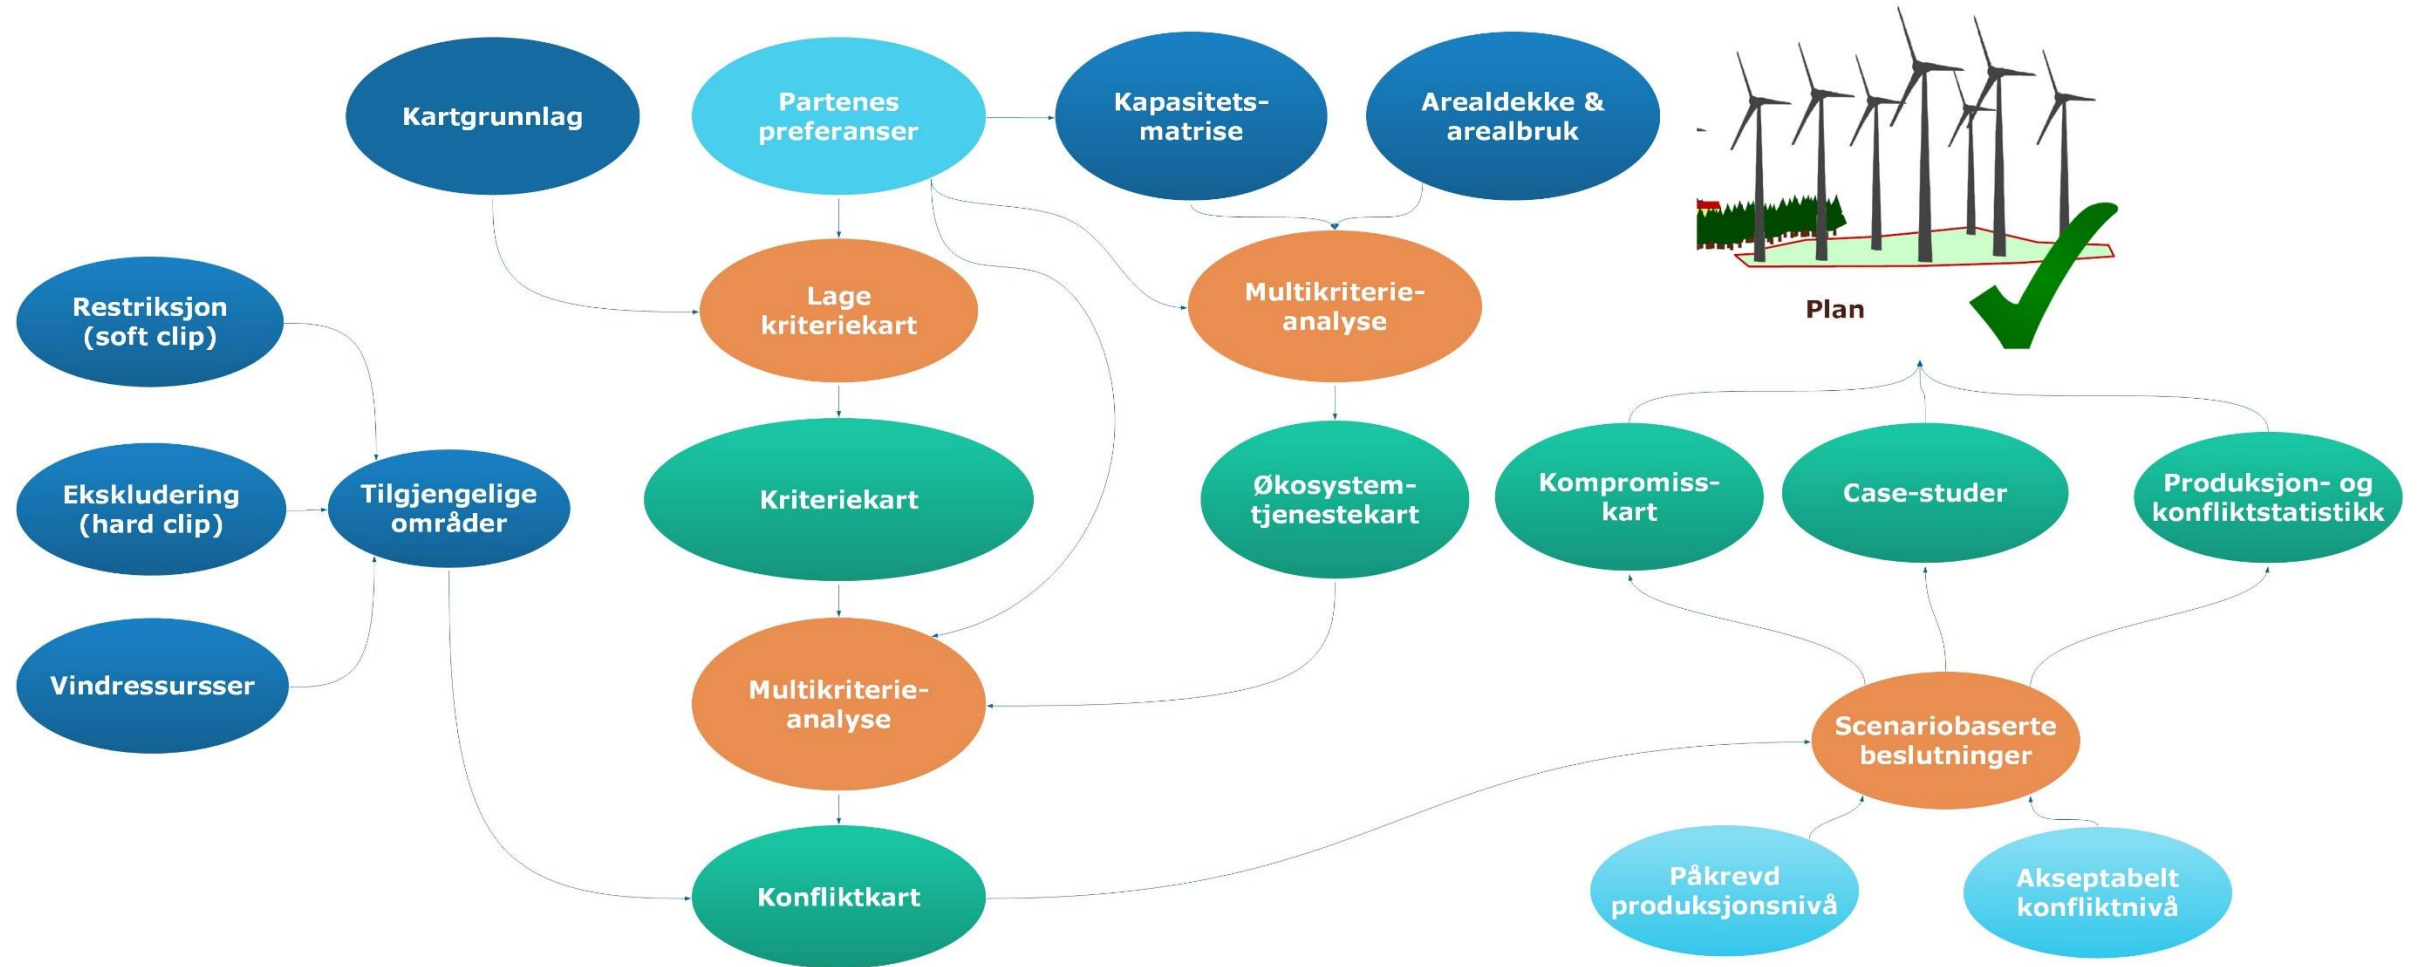 Kartgrunnlag
Partenes
preferanser
Kapasitets-
matrise
Arealdekke &
arealbruk
Restriksjon
(soft clip)
Lage
kriteriekart
Multikriterie-
analyse
Plan
Ekskludering
(hard clip)
Tilgjengelige
områder
Kriteriekart
Økosystem-
tjenestekart
Kompromiss-
kart
Case-studer
Produksjon- og
konfliktstatistikk
Vindressursser
Multikriterie-
analyse
Scenariobaserte
beslutninger
Konfliktkart
Påkrevd
produksjonsnivå
Akseptabelt
konfliktnivå